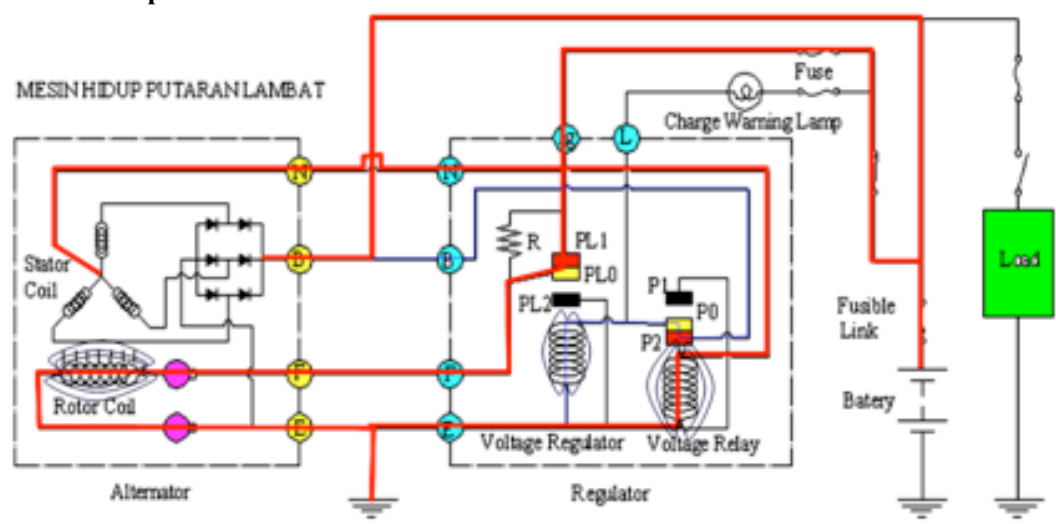 MESIN HIDUP PUTARAN LAMBAT
Fuse
Charge Warning Lamp
Ig
L
N
N
B
B
R
PL1
PL0
PL2
P1
P0
P2
Stator
Coil
Load
Fusible
Link
F
F
Rotor Coil
Batery
E
E
Voltage Regulator
Voltage Relay
Alternator
Regulator